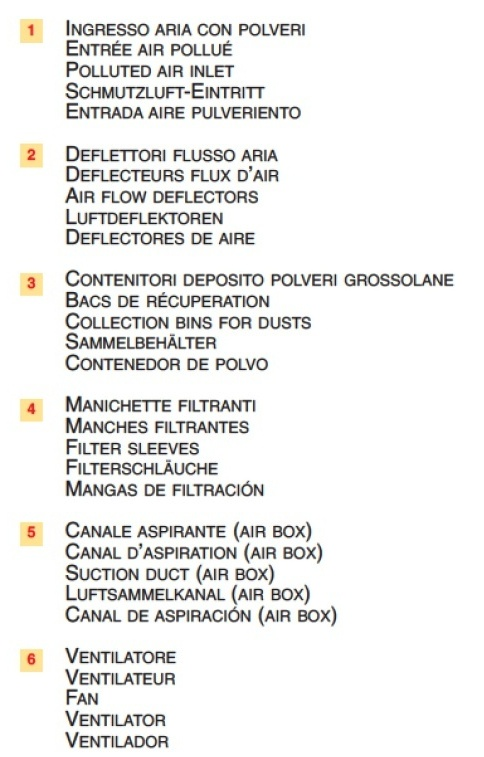 1 INGRESSO ARIA CON POLVERI
ENTRÉE AIR POLLUÉ
POLLUTED AIR INLET
SCHMUTZLUFT-EINTRITT
ENTRADA AIRE PULVERIENTO
2 DEFLETTORI FLUSSO ARIA
DEFLECTEURS FLUX D'AIR
AIR FLOW DEFLECTORS
LUFTDEFLEKTOREN
DEFLECTORES DE AIRE
3 CONTENITORI DEPOSITO POLVERI GROSSOLANE
BACS DE RÉCUPERATION
COLLECTION BINS FOR DUSTS
SAMMELBEHÄLTER
CONTENEDOR DE POLVO
4 MANICHETTE FILTRANTI
MANCHES FILTRANTES
FILTER SLEEVES
FILTERSCHLÄUCHE
MANGAS DE FILTRACIÓN
5 CANALE ASPIRANTE (AIR BOX)
CANAL D'ASPIRATION (AIR BOX)
SUCTION DUCT (AIR BOX)
LUFTSAMMELKANAL (AIR BOX)
CANAL DE ASPIRACIÓN (AIR BOX)
6 VENTILATORE
VENTILATEUR
FAN
VENTILATOR
VENTILADOR